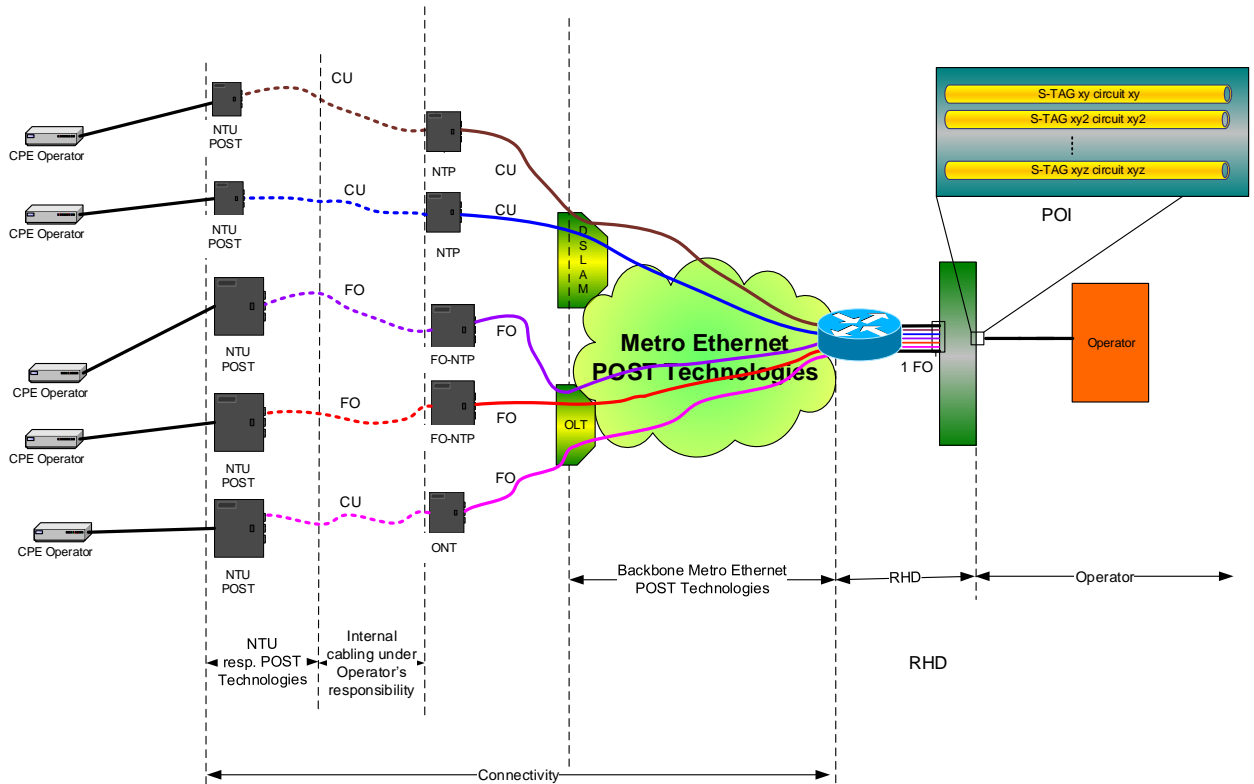 CPE Operator
CPE Operator
CPE Operator
CPE Operator
CPE Operator
NTU
POST
NTU
POST
NTU
POST
NTU
POST
NTU
POST
CU
CU
FO
FO
CU
NTP
NTP
FO-NTP
FO-NTP
ONT
CU
CU
FO
FO
FO
DSLAM
OLT
Metro Ethernet
POST Technologies
1 FO
S-TAG xy circuit xy
S-TAG xy2 circuit xy2
S-TAG xyz circuit xyz
POI
Operator
Backbone Metro Ethernet
POST Technologies
RHD
Operator
NTU
resp. POST
Technologies
Internal
cabling under
Operator's
responsibility
RHD
Connectivity